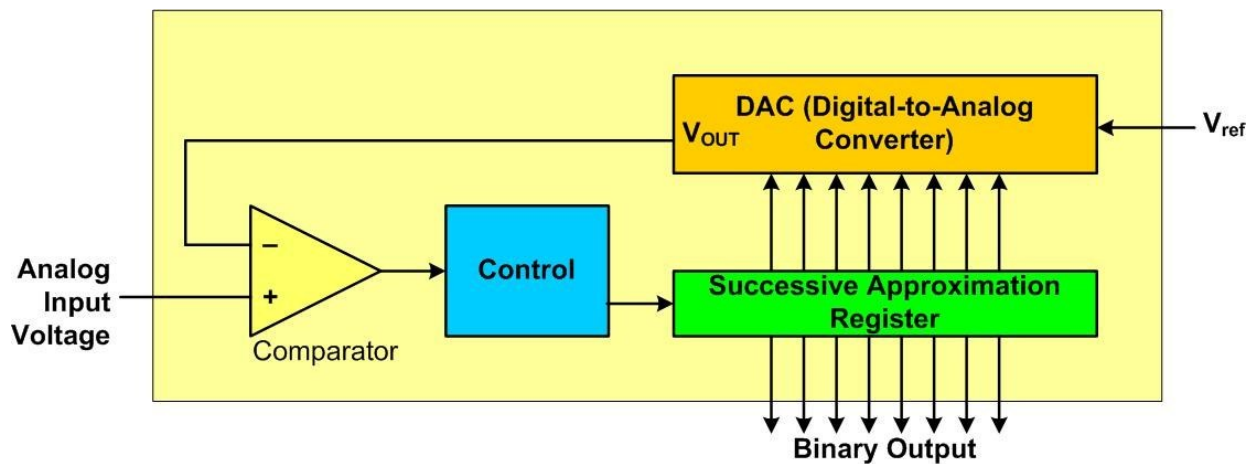 DAC (Digital-to-Analog
Converter)
VOUT
Vref
−
+
Analog
Input
Voltage
Comparator
Control
Successive Approximation
Register
Binary Output